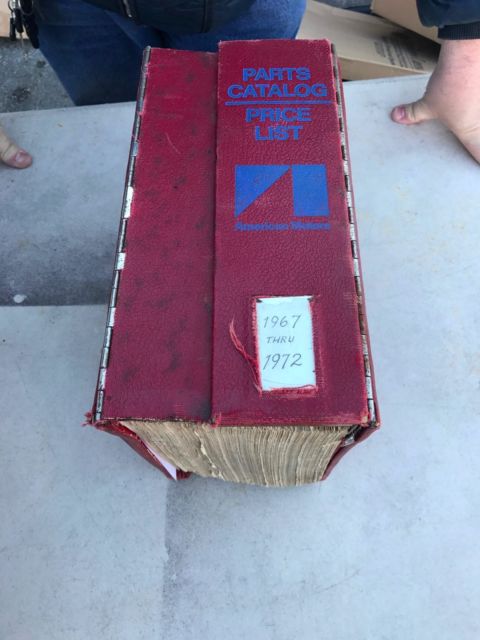 PARTS
CATALOG
PRICE
LIST
American Motors
1967
THRU
1972